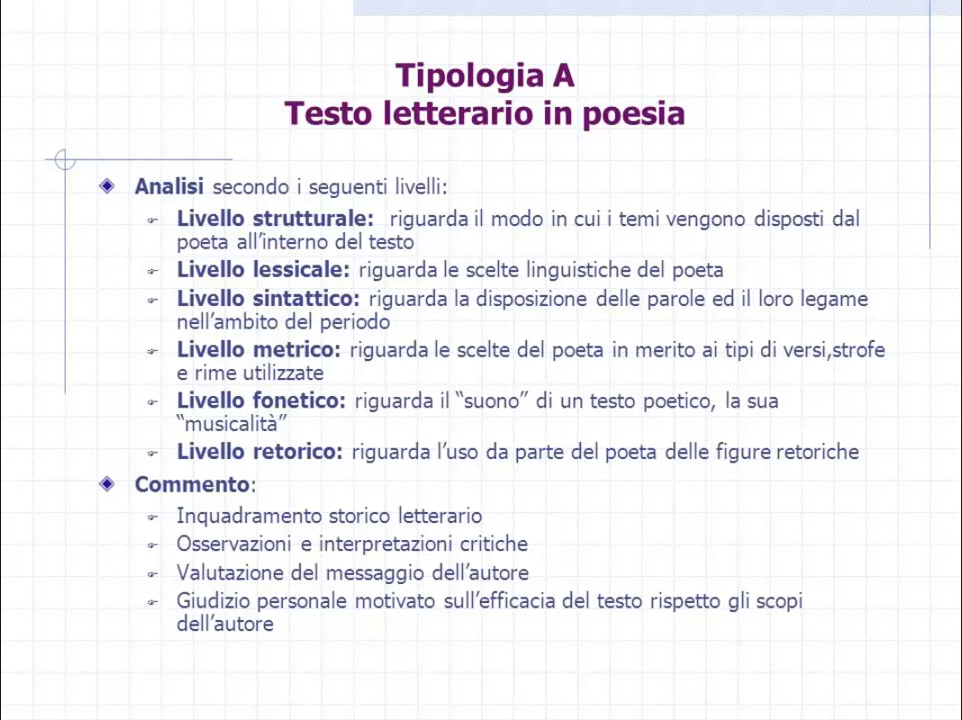 Tipologia A
Testo letterario in poesia
Analisi secondo i seguenti livelli:
Livello strutturale: riguarda il modo in cui i temi vengono disposti dal
poeta all'interno del testo
Livello lessicale: riguarda le scelte linguistiche del poeta
Livello sintattico: riguarda la disposizione delle parole ed il loro legame
nell'ambito del periodo
Livello metrico: riguarda le scelte del poeta in merito ai tipi di versi,strofe
e rime utilizzate
Livello fonetico: riguarda il “suono” di un testo poetico, la sua
“musicalità”
Livello retorico: riguarda l'uso da parte del poeta delle figure retoriche
Commento:
Inquadramento storico letterario
Osservazioni e interpretazioni critiche
Valutazione del messaggio dell'autore
Giudizio personale motivato sull'efficacia del testo rispetto gli scopi
dell'autore